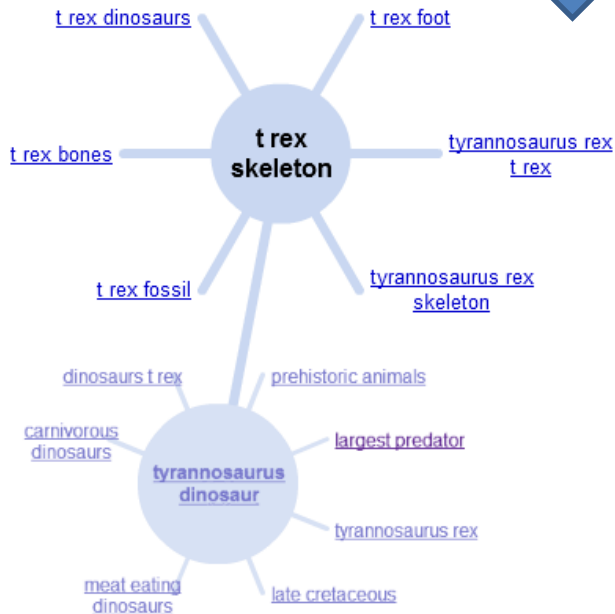 t rex dinosaurs
t rex foot
t rex
skeleton
t rex bones
tyrannosaurus rex
t rex
t rex fossil
tyrannosaurus rex
skeleton
dinosaurs t rex
prehistoric animals
carnivorous
dinosaurs
largest predator
tyrannosaurus
dinosaur
tyrannosaurus rex
meat eating
dinosaurs
late cretaceous